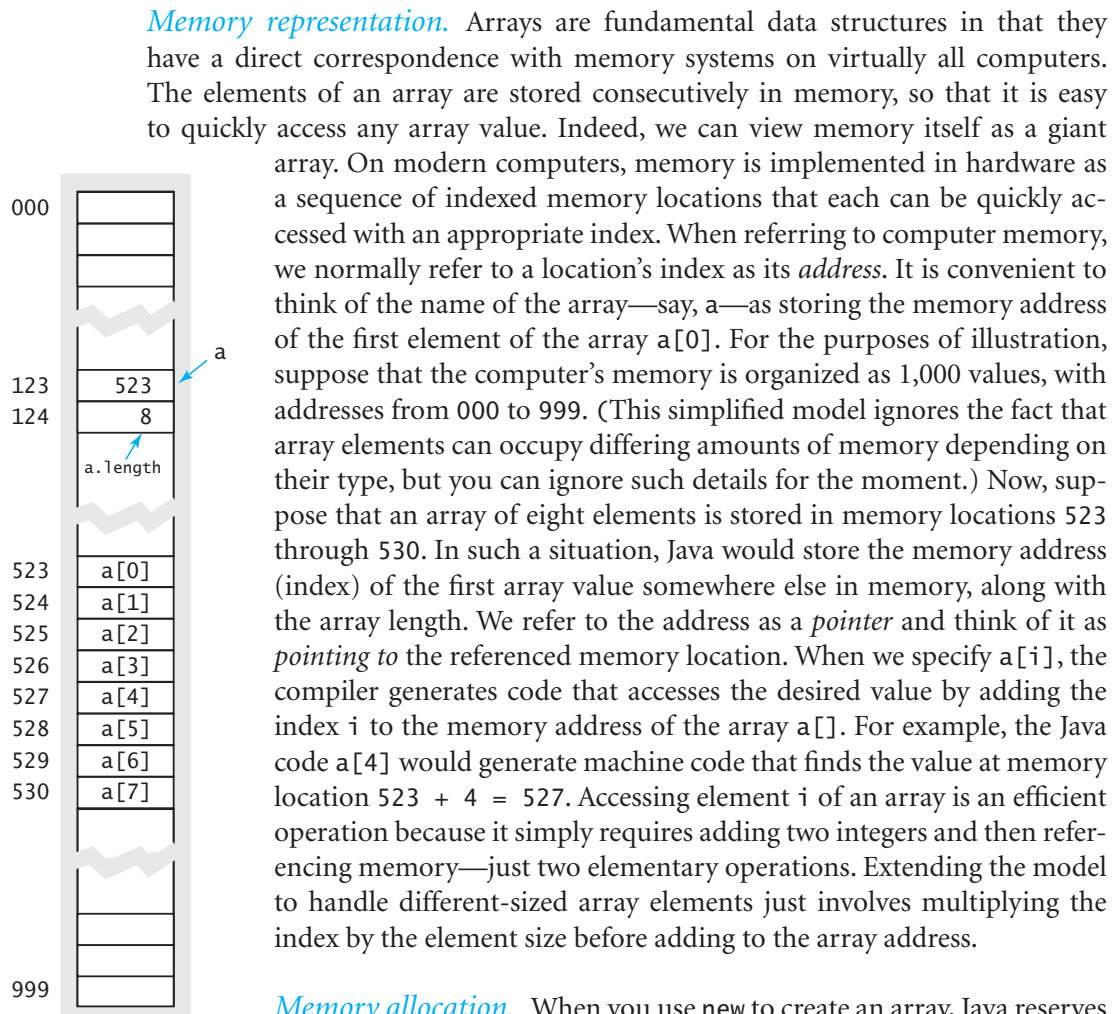 Memory representation. Arrays are fundamental data structures in that they
have a direct correspondence with memory systems on virtually all computers.
The elements of an array are stored consecutively in memory, so that it is easy
to quickly access any array value. Indeed, we can view memory itself as a giant
array. On modern computers, memory is implemented in hardware as
a sequence of indexed memory locations that each can be quickly ac-
cessed with an appropriate index. When referring to computer memory,
we normally refer to a location's index as its address. It is convenient to
think of the name of the array—say, a—as storing the memory address
of the first element of the array a[0]. For the purposes of illustration,
suppose that the computer's memory is organized as 1,000 values, with
addresses from 000 to 999. (This simplified model ignores the fact that
array elements can occupy differing amounts of memory depending on
their type, but you can ignore such details for the moment.) Now, sup-
pose that an array of eight elements is stored in memory locations 523
through 530. In such a situation, Java would store the memory address
(index) of the first array value somewhere else in memory, along with
the array length. We refer to the address as a pointer and think of it as
pointing to the referenced memory location. When we specify a[i], the
compiler generates code that accesses the desired value by adding the
index i to the memory address of the array a[]. For example, the Java
code a[4] would generate machine code that finds the value at memory
location 523 + 4 = 527. Accessing element i of an array is an efficient
operation because it simply requires adding two integers and then refer-
encing memory—just two elementary operations. Extending the model
to handle different-sized array elements just involves multiplying the
index by the element size before adding to the array address.
000
a
123 523
124 8
a.length
523 a[0]
524 a[1]
525 a[2]
526 a[3]
527 a[4]
528 a[5]
529 a[6]
530 a[7]
999
Memory allocation. When you use new to create an array, Java reserves